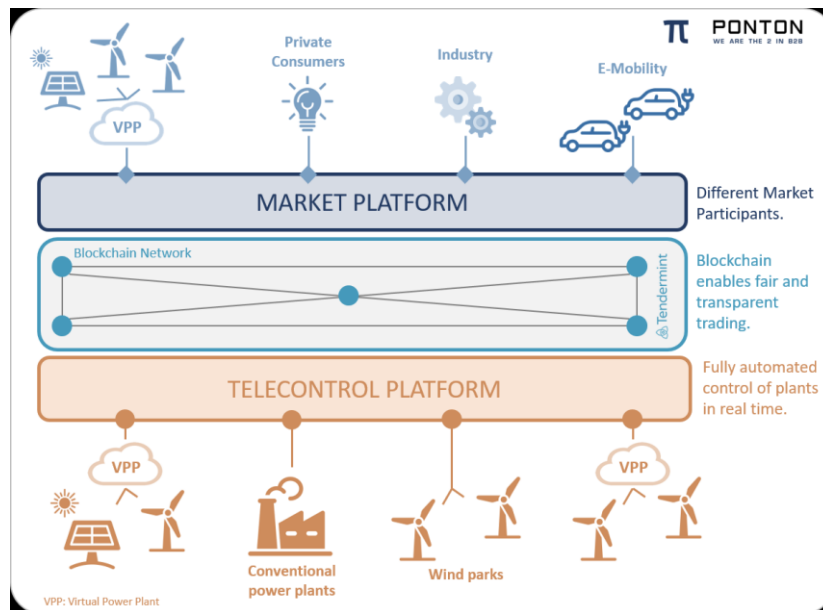 π PONTON
WE ARE THE 2 IN B2B
Private
Consumers
Industry
E-Mobility
VPP
MARKET PLATFORM
Different Market
Participants.
Blockchain Network
Tendermint
Blockchain
enables fair and
transparent
trading.
TELECONTROL PLATFORM
Fully automated
control of plants
in real time.
VPP
VPP
Conventional
power plants
Wind parks
VPP: Virtual Power Plant